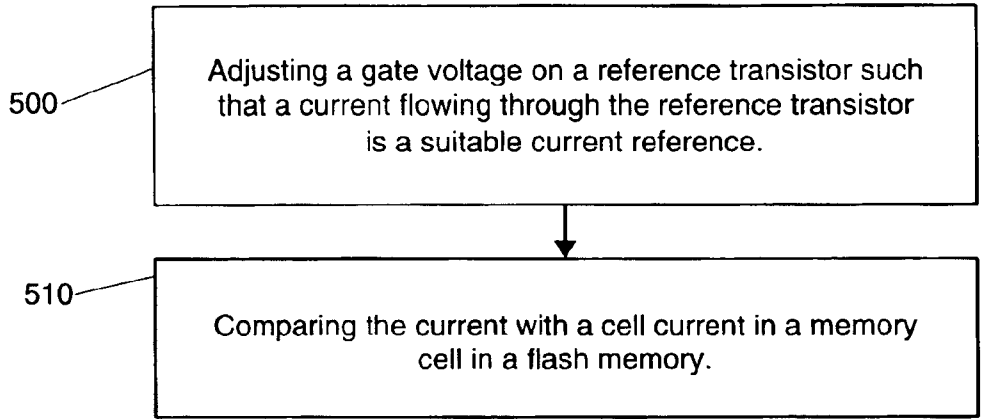 500
Adjusting a gate voltage on a reference transistor such
that a current flowing through the reference transistor
is a suitable current reference.
510
Comparing the current with a cell current in a memory
cell in a flash memory.